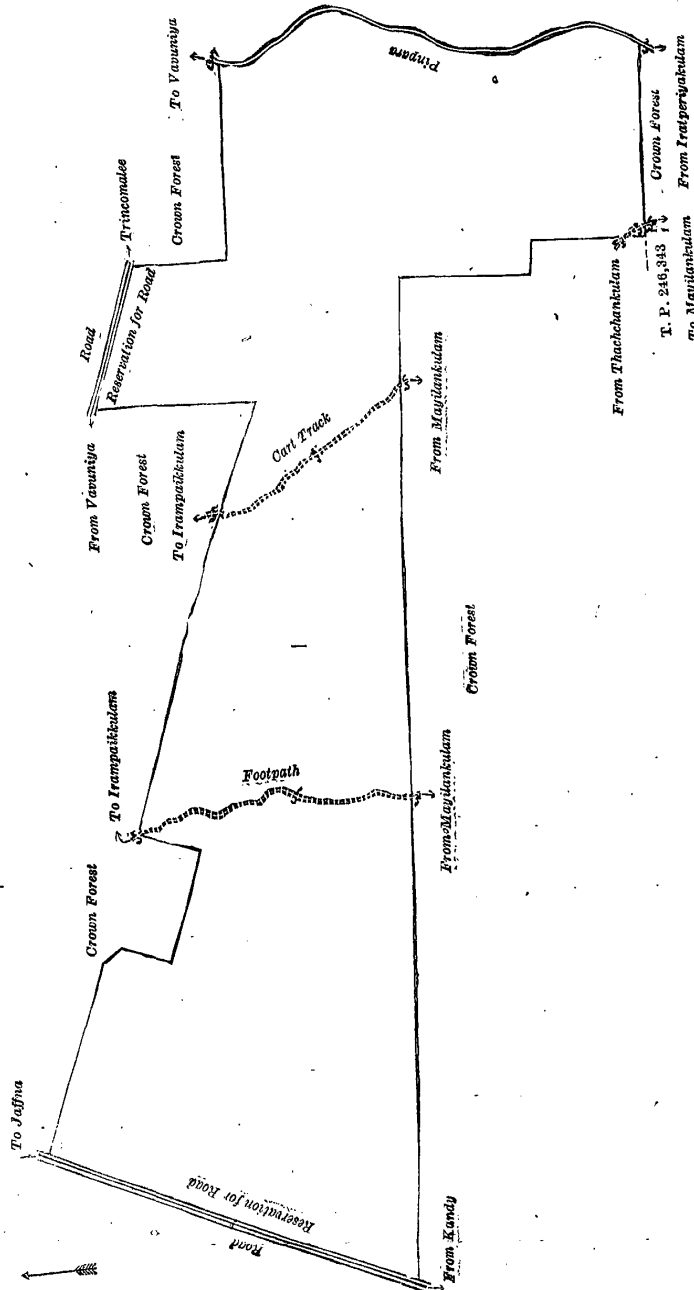 To Jaffna
Road
Trincomalee
From Vavuniya
Reservation for Road
Crown Forest
To Irampaikkulam
Crown Forest
To Vavuniya
Crown Forest
To Irampaikkulam
Road
Reservation for Road
Footpath
Cart Track
Pinpara
1
From Kandy
From Mayilankulam
From Mayilankulam
Crown Forest
From Thachchankulam
Crown Forest
T. P. 246,343
From Iratperiyakulam
To Mayilankulam